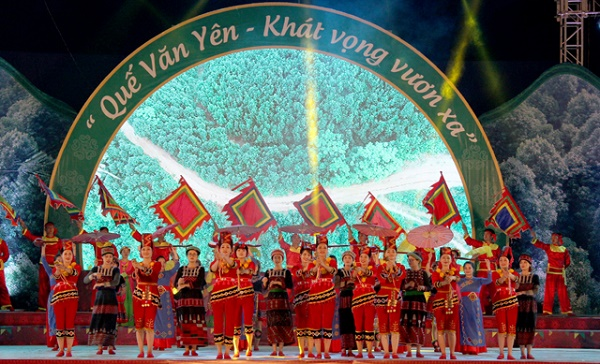 “Quế Văn Yên - Khát vọng vươn xa”